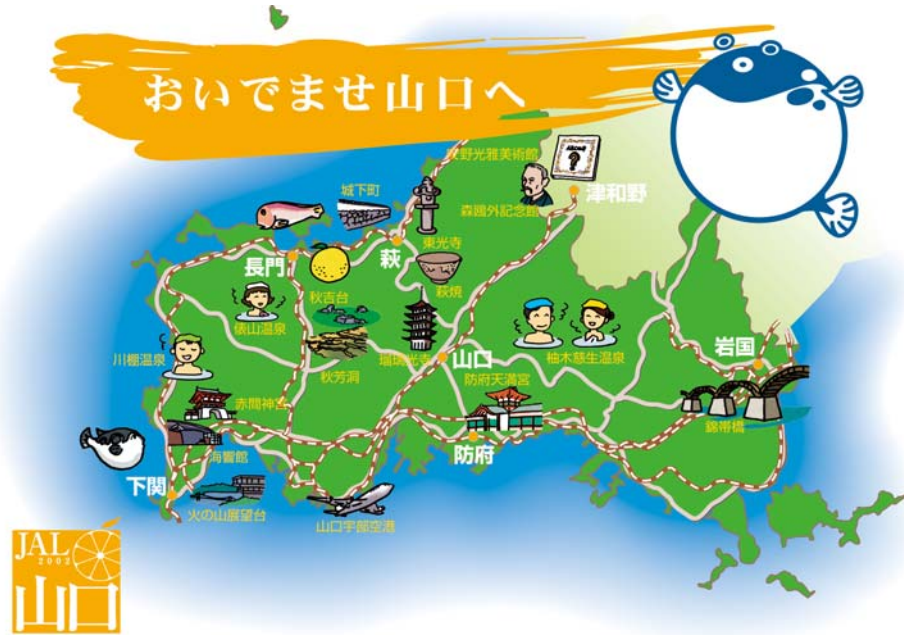 おいでませ山口へ
安野光雅美術館
津和野
森鷗外記念館
城下町
萩
東光寺
萩焼
長門
秋吉台
俵山温泉
秋芳洞
瑠璃光寺
山口
川棚温泉
柚木慈生温泉
岩国
錦帯橋
防府天満宮
防府
赤間神宮
海響館
下関
火の山展望台
山口宇部空港
JAL
2002
山口